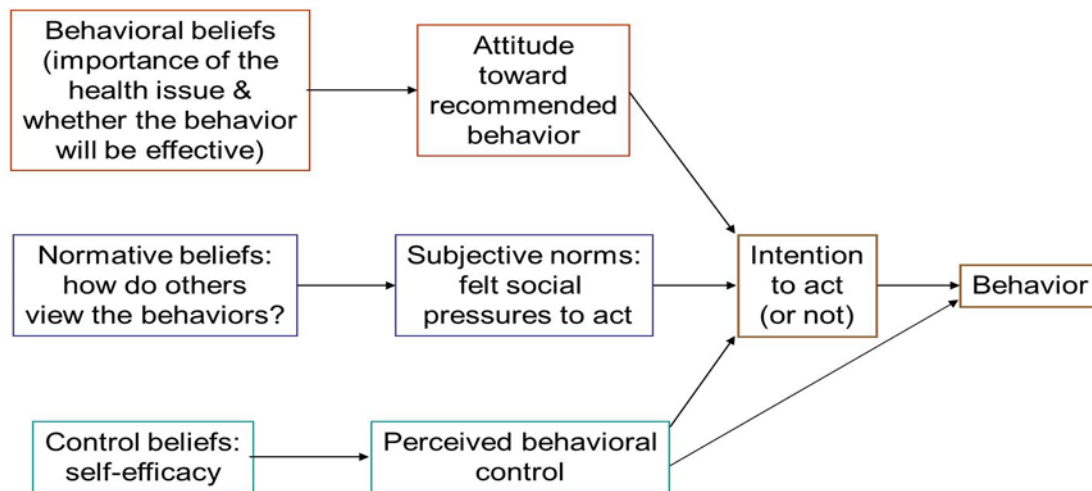 Behavioral beliefs
(importance of the
health issue &
whether the behavior
will be effective)
Attitude
toward
recommended
behavior
Normative beliefs:
how do others
view the behaviors?
Subjective norms:
felt social
pressures to act
Intention
to act
(or not)
Behavior
Control beliefs:
self-efficacy
Perceived behavioral
control